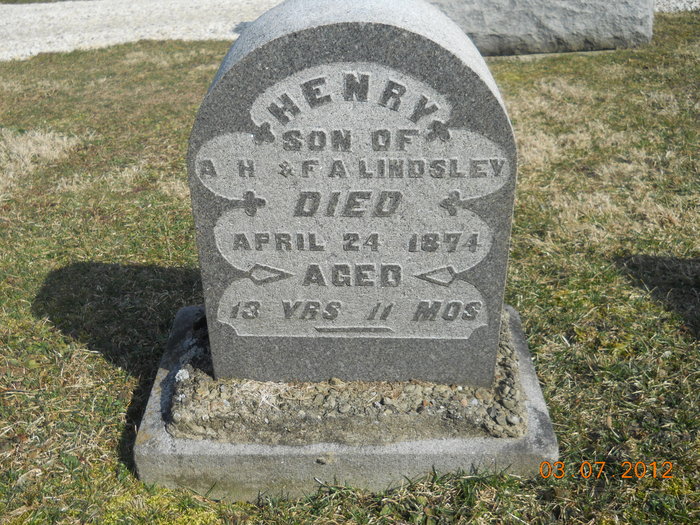 HENRY
SON OF
A H & F A LINDSLEY
DIED
APRIL 24 1874
AGED
13 YRS 11 MOS
03 07 2012